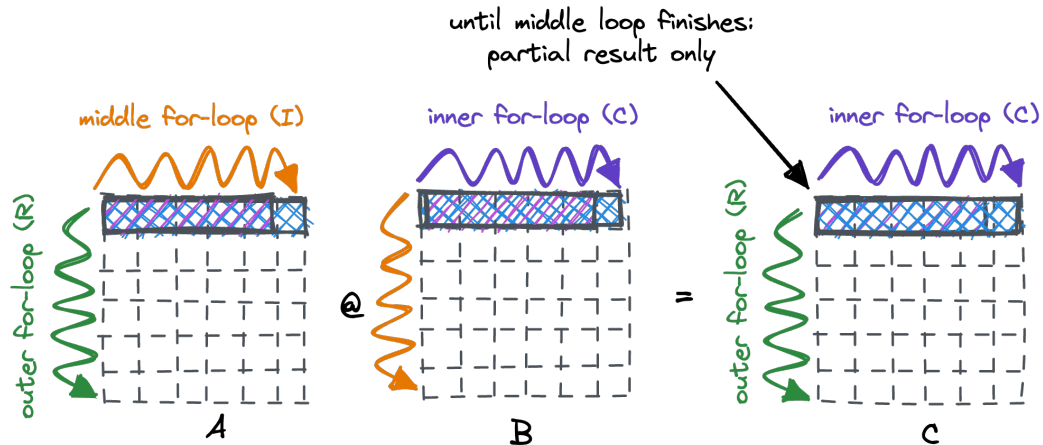 until middle loop finishes:
partial result only
middle for-loop (I)
inner for-loop (C)
inner for-loop (C)
outer for-loop (R)
@
=
outer for-loop (R)
A
B
C